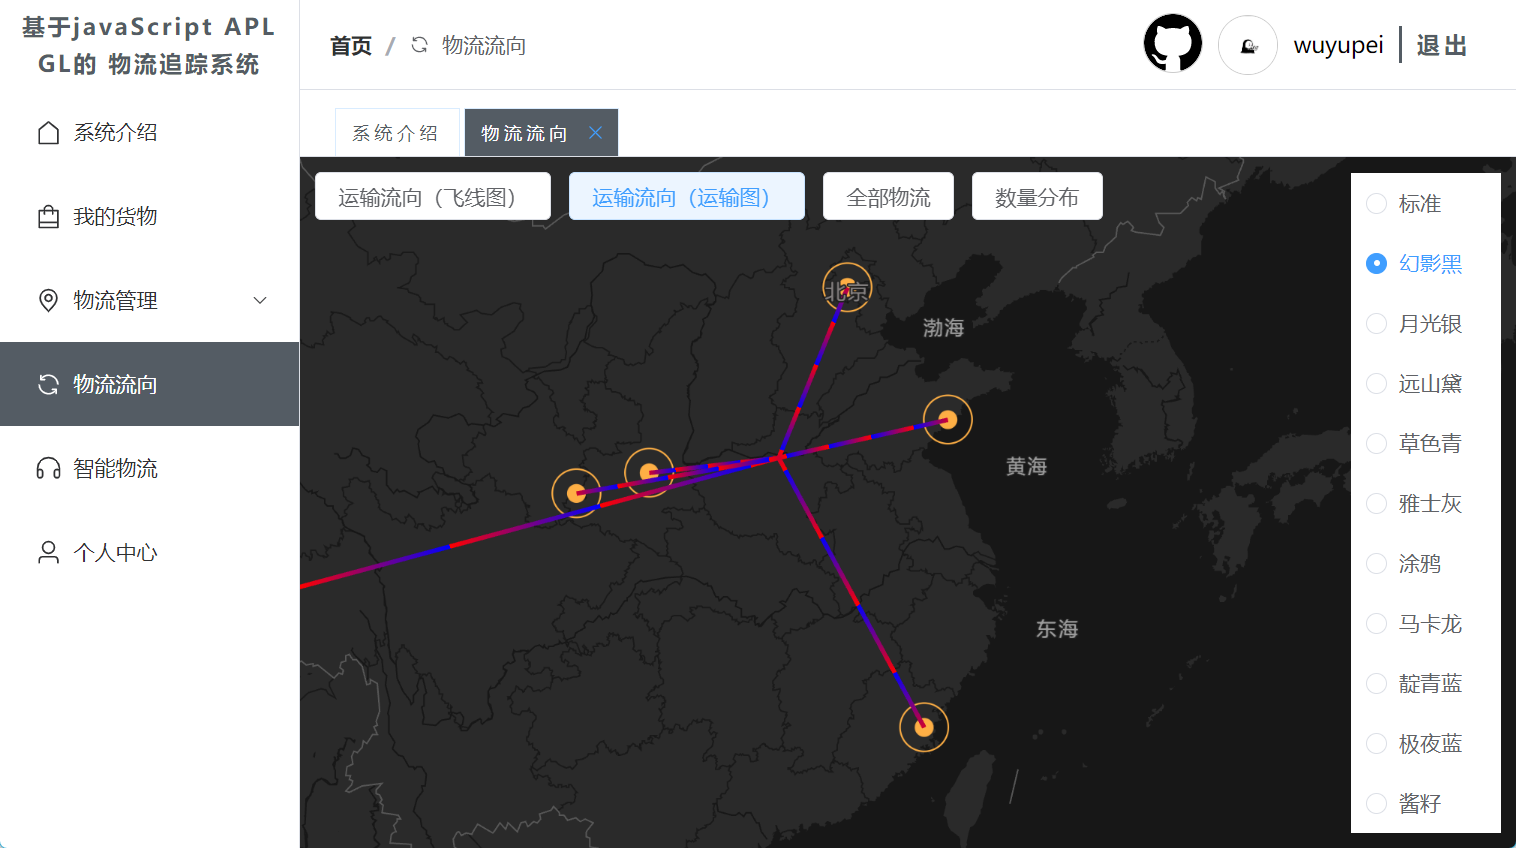 基于javaScript APL
GL的 物流追踪系统
系统介绍
我的货物
物流管理
物流流向
智能物流
个人中心
首页 / 物流流向
wuyupei
退出
系统介绍
物流流向
运输流向（飞线图）
运输流向（运输图）
全部物流
数量分布
北京
渤海
黄海
东海
标准
幻影黑
月光银
远山黛
草色青
雅士灰
涂鸦
马卡龙
靛青蓝
极夜蓝
酱籽